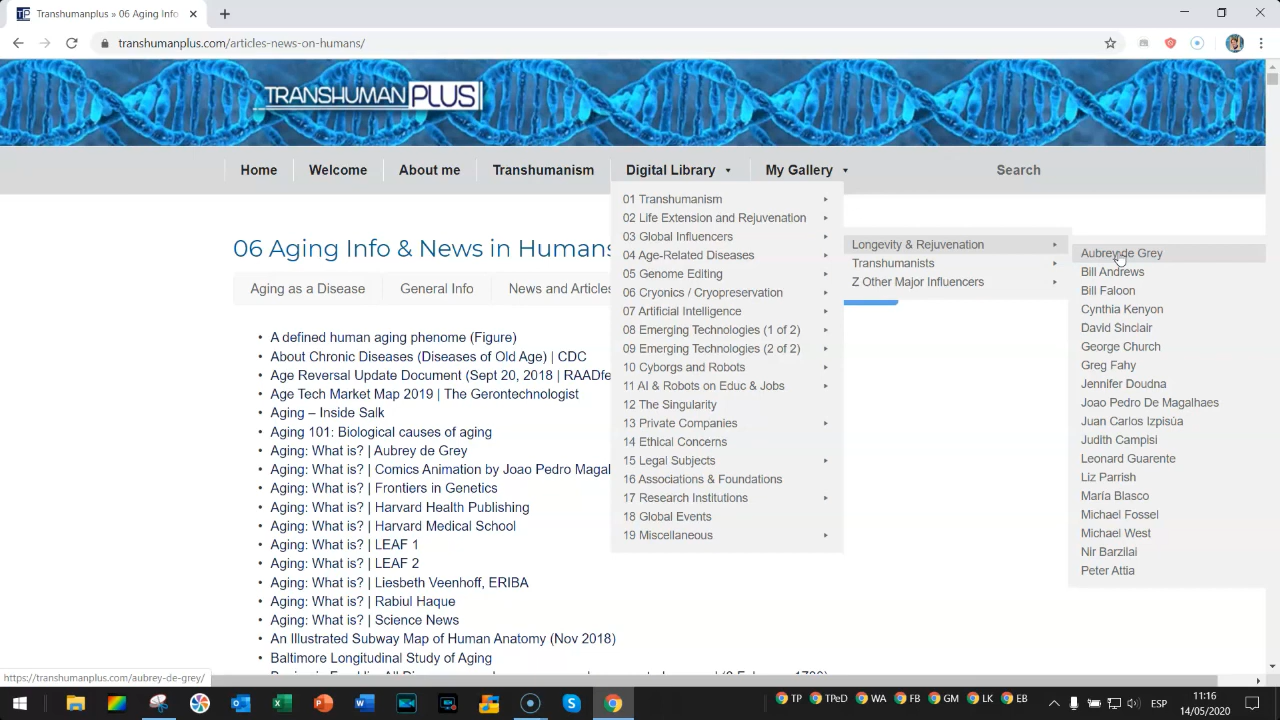 Transhumanplus » 06 Aging Info
transhumanplus.com/articles-news-on-humans/
TRANSHUMAN PLUS
Home
Welcome
About me
Transhumanism
Digital Library
My Gallery
Search
06 Aging Info & News in Humans
Aging as a Disease
General Info
News and Articles
• A defined human aging phenome (Figure)
• About Chronic Diseases (Diseases of Old Age) | CDC
• Age Reversal Update Document (Sept 20, 2018 | RAADfe
• Age Tech Market Map 2019 | The Gerontechnologist
• Aging – Inside Salk
• Aging 101: Biological causes of aging
• Aging: What is? | Aubrey de Grey
• Aging: What is? | Comics Animation by Joao Pedro Magal
• Aging: What is? | Frontiers in Genetics
• Aging: What is? | Harvard Health Publishing
• Aging: What is? | Harvard Medical School
• Aging: What is? | LEAF 1
• Aging: What is? | LEAF 2
• Aging: What is? | Liesbeth Veenhoff, ERIBA
• Aging: What is? | Rabiul Haque
• Aging: What is? | Science News
• An Illustrated Subway Map of Human Anatomy (Nov 2018)
• Baltimore Longitudinal Study of Aging
01 Transhumanism
02 Life Extension and Rejuvenation
03 Global Influencers
04 Age-Related Diseases
05 Genome Editing
06 Cryonics / Cryopreservation
07 Artificial Intelligence
08 Emerging Technologies (1 of 2)
09 Emerging Technologies (2 of 2)
10 Cyborgs and Robots
11 AI & Robots on Educ & Jobs
12 The Singularity
13 Private Companies
14 Ethical Concerns
15 Legal Subjects
16 Associations & Foundations
17 Research Institutions
18 Global Events
19 Miscellaneous
Longevity & Rejuvenation
Transhumanists
Z Other Major Influencers
Aubrey de Grey
Bill Andrews
Bill Faloon
Cynthia Kenyon
David Sinclair
George Church
Greg Fahy
Jennifer Doudna
Joao Pedro De Magalhaes
Juan Carlos Izpisúa
Judith Campisi
Leonard Guarente
Liz Parrish
María Blasco
Michael Fossel
Michael West
Nir Barzilai
Peter Attia
https://transhumanplus.com/aubrey-de-grey/
TP
TPeD
WA
FB
GM
LK
EB
ESP
11:16
14/05/2020